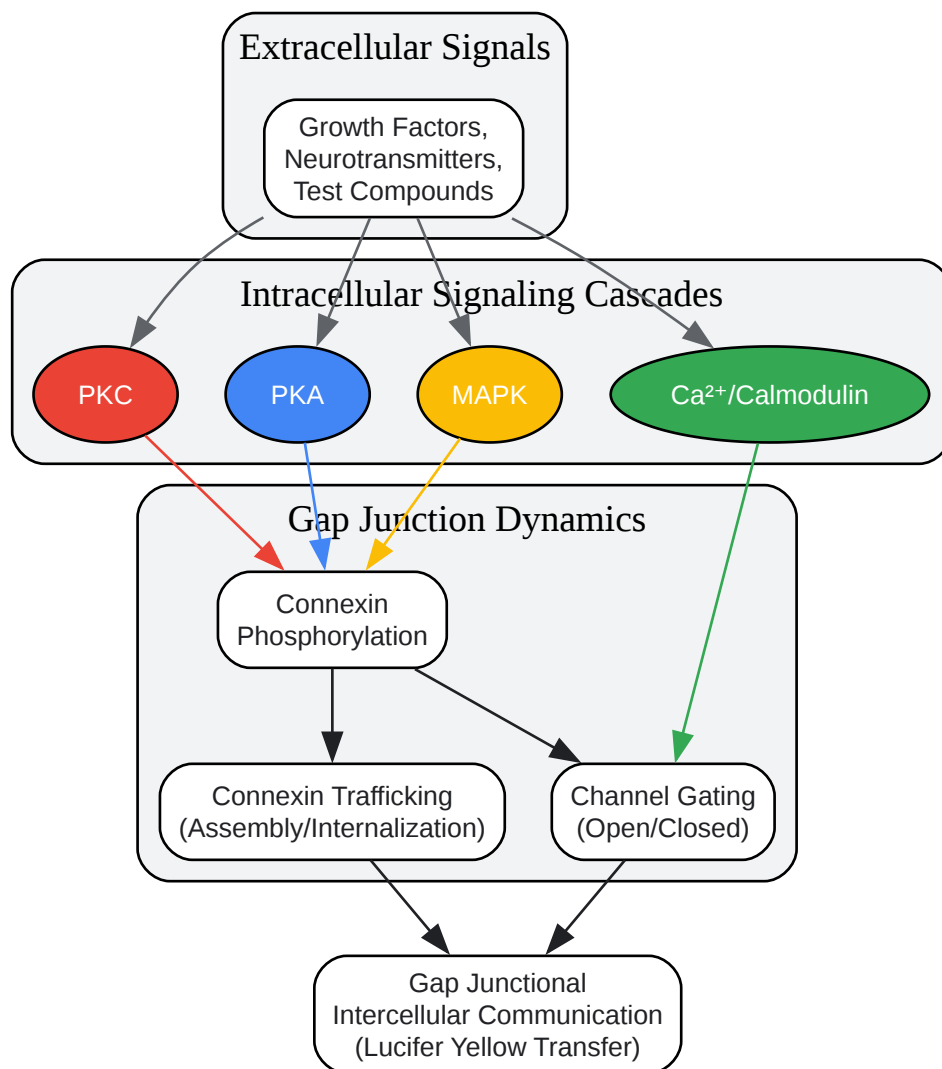 Extracellular Signals
Growth Factors,
Neurotransmitters,
Test Compounds
Intracellular Signaling Cascades
PKC
PKA
MAPK
Ca²⁺/Calmodulin
Gap Junction Dynamics
Connexin
Phosphorylation
Connexin Trafficking
(Assembly/Internalization)
Channel Gating
(Open/Closed)
Gap Junctional
Intercellular Communication
(Lucifer Yellow Transfer)